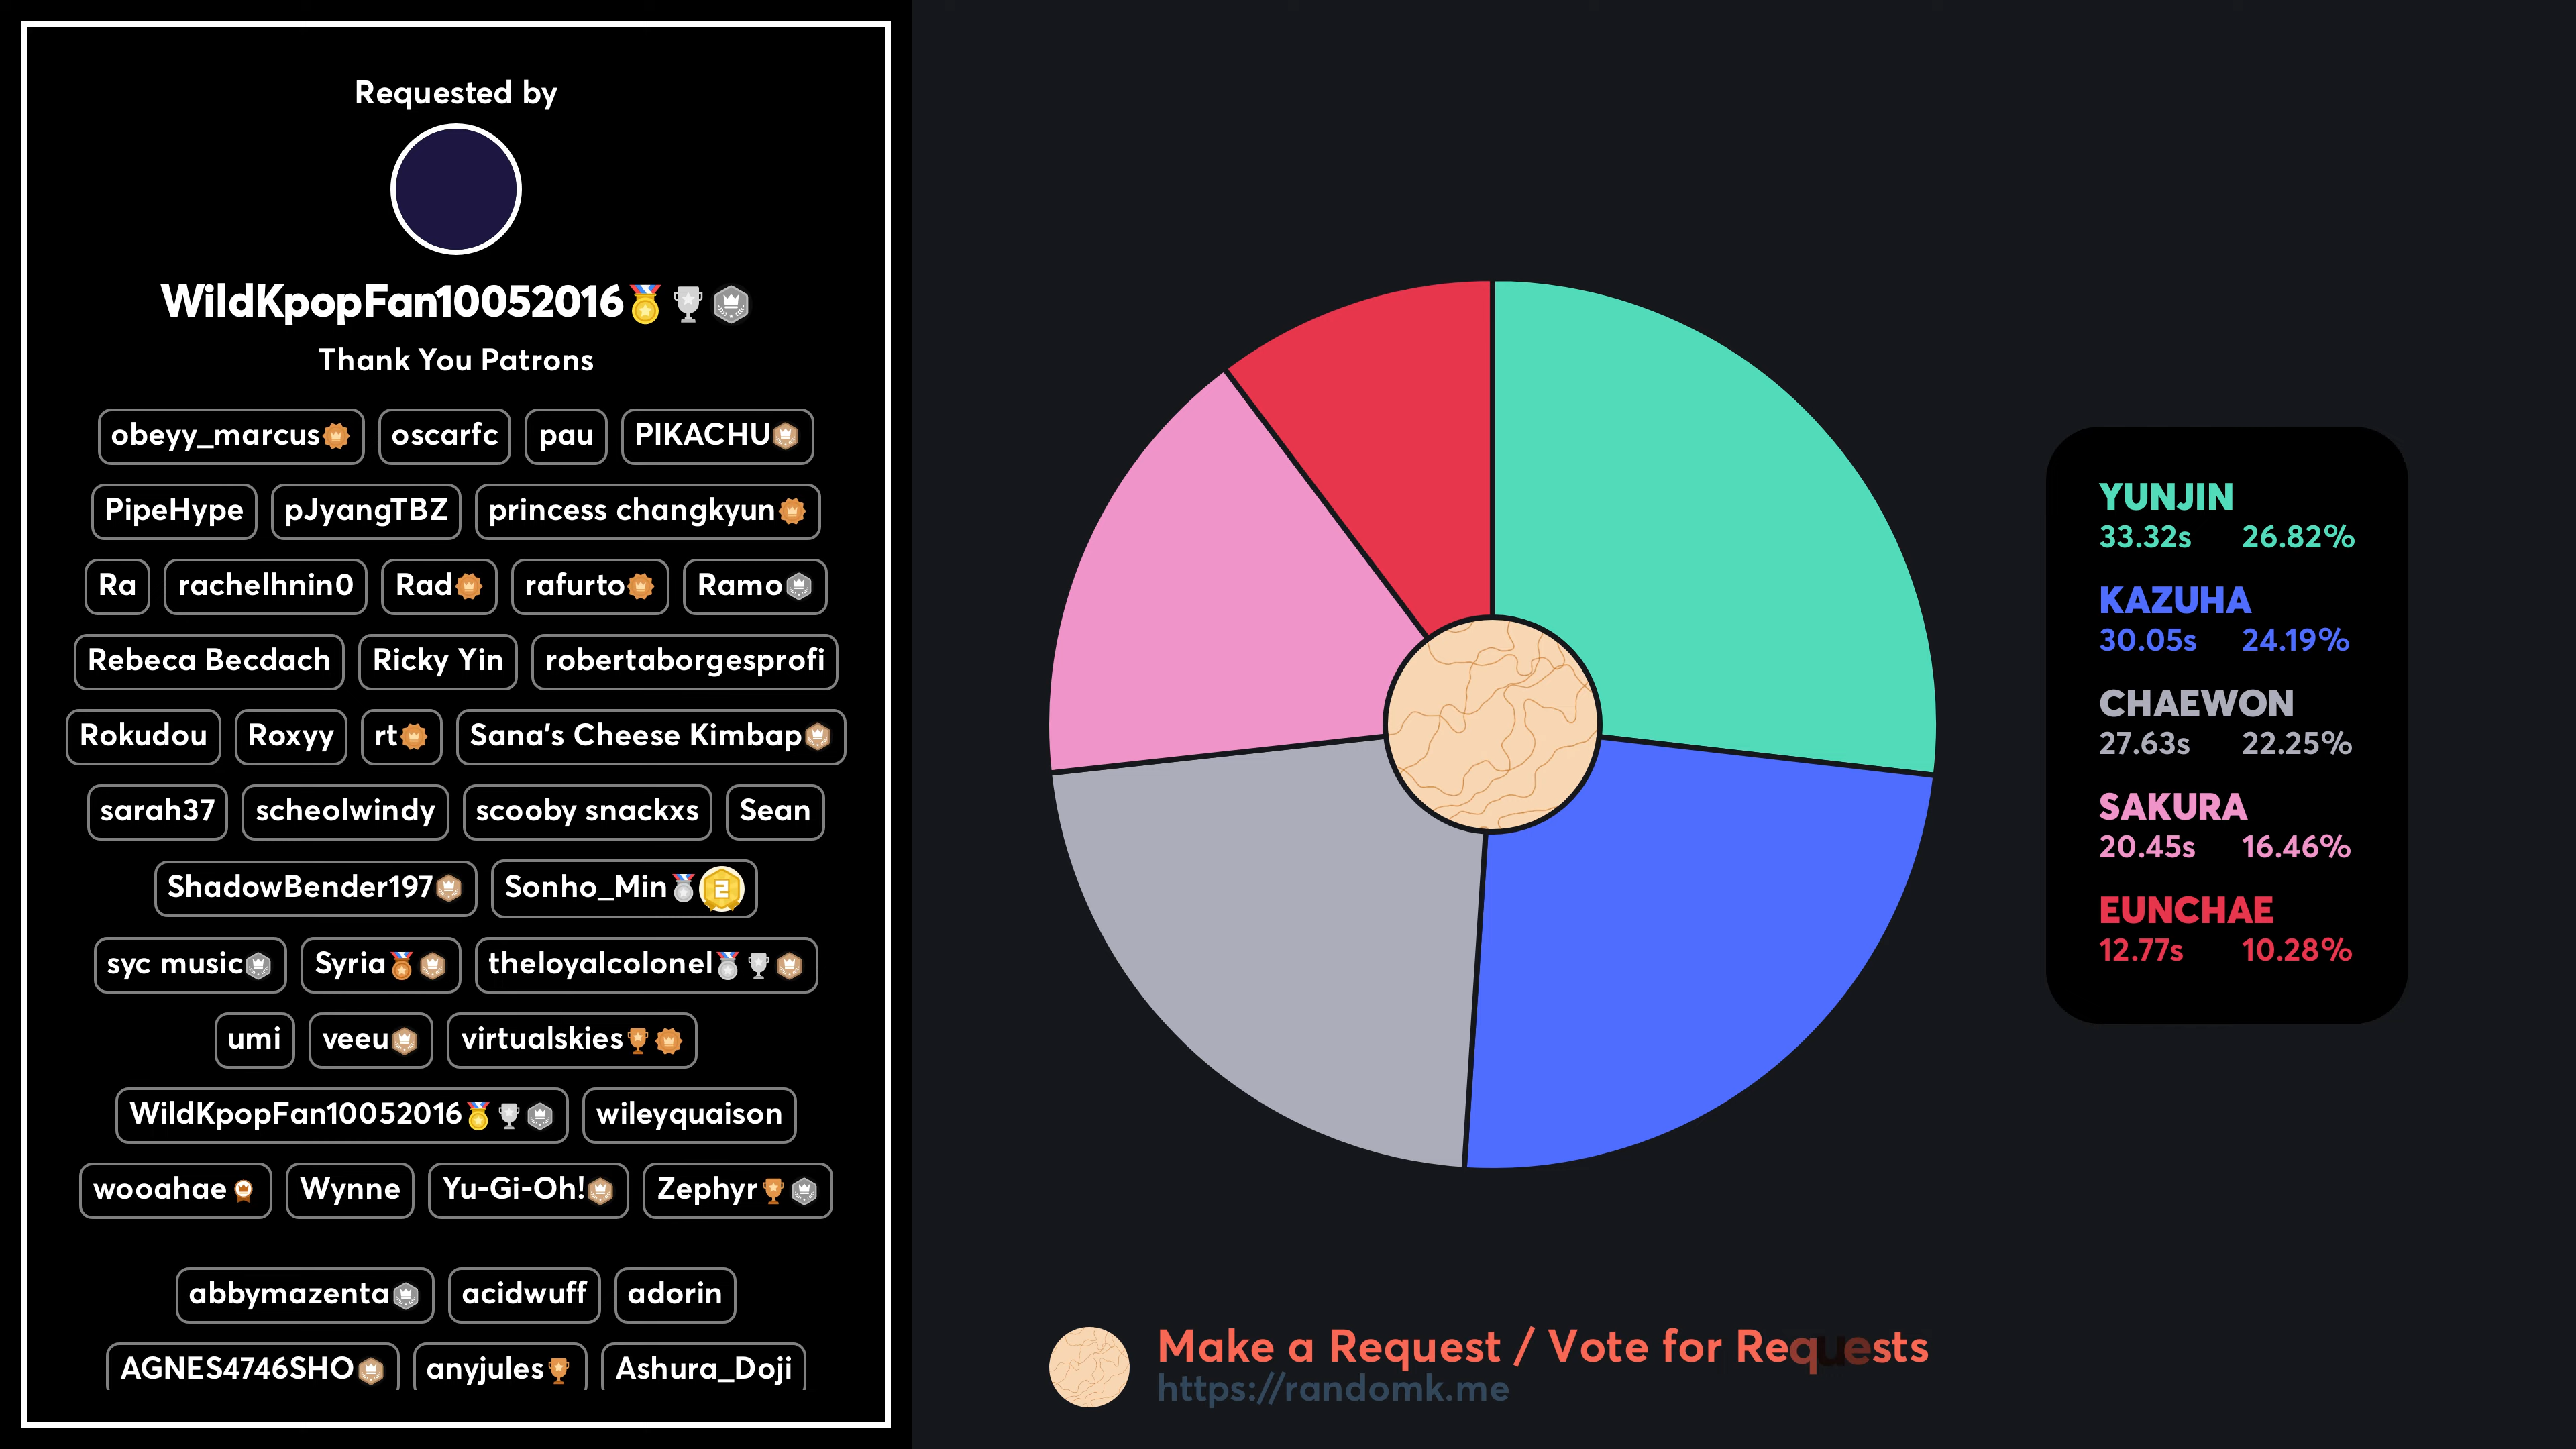 Requested by
WildKpopFan10052016
Thank You Patrons
obeyy_marcus oscarfc pau PIKACHU
PipeHype pJyangTBZ princess changkyun
Ra rachelhnin0 Rad rafurto Ramo
Rebeca Becdach Ricky Yin robertaborgesprofi
Rokudou Roxyy rt Sana's Cheese Kimbap
sarah37 scheolwindy scooby snackxs Sean
ShadowBender197 Sonho_Min 2
syc music Syria theloyalcolonel
umi veeu virtualskies
WildKpopFan10052016 wileyquaison
wooahae Wynne Yu-Gi-Oh! Zephyr
abbymazenta acidwuff adorin
AGNES4746SHO anyjules Ashura_Doji
YUNJIN
33.32s 26.82%
KAZUHA
30.05s 24.19%
CHAEWON
27.63s 22.25%
SAKURA
20.45s 16.46%
EUNCHAE
12.77s 10.28%
Make a Request / Vote for Requests
https://randomk.me